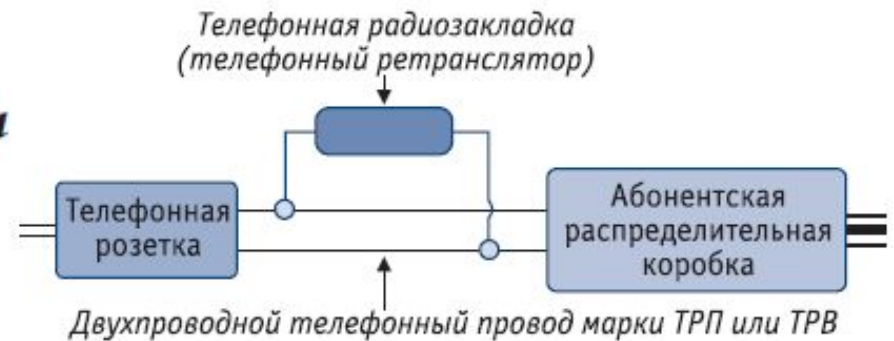 Телефонная радиозакладка
(телефонный ретранслятор)
Телефонная
розетка
Абонентская
распределительная
коробка
Двухпроводной телефонный провод марки ТРП или ТРВ